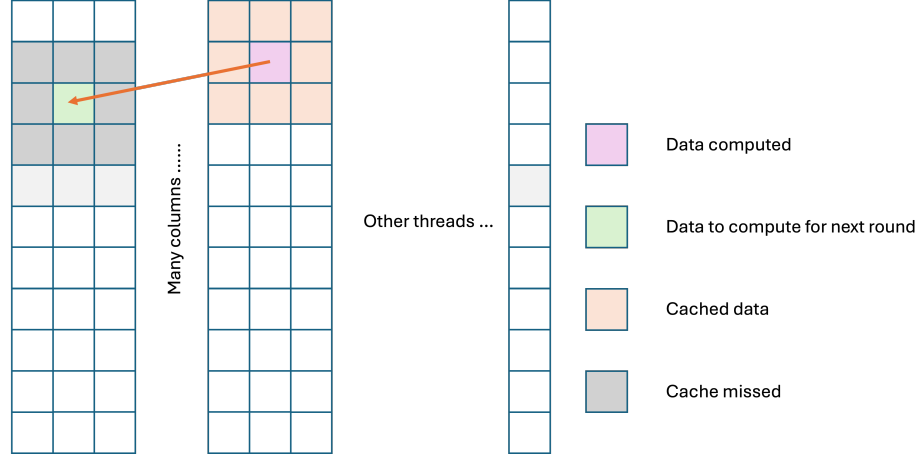 Many columns ......
Other threads ...
Data computed
Data to compute for next round
Cached data
Cache missed